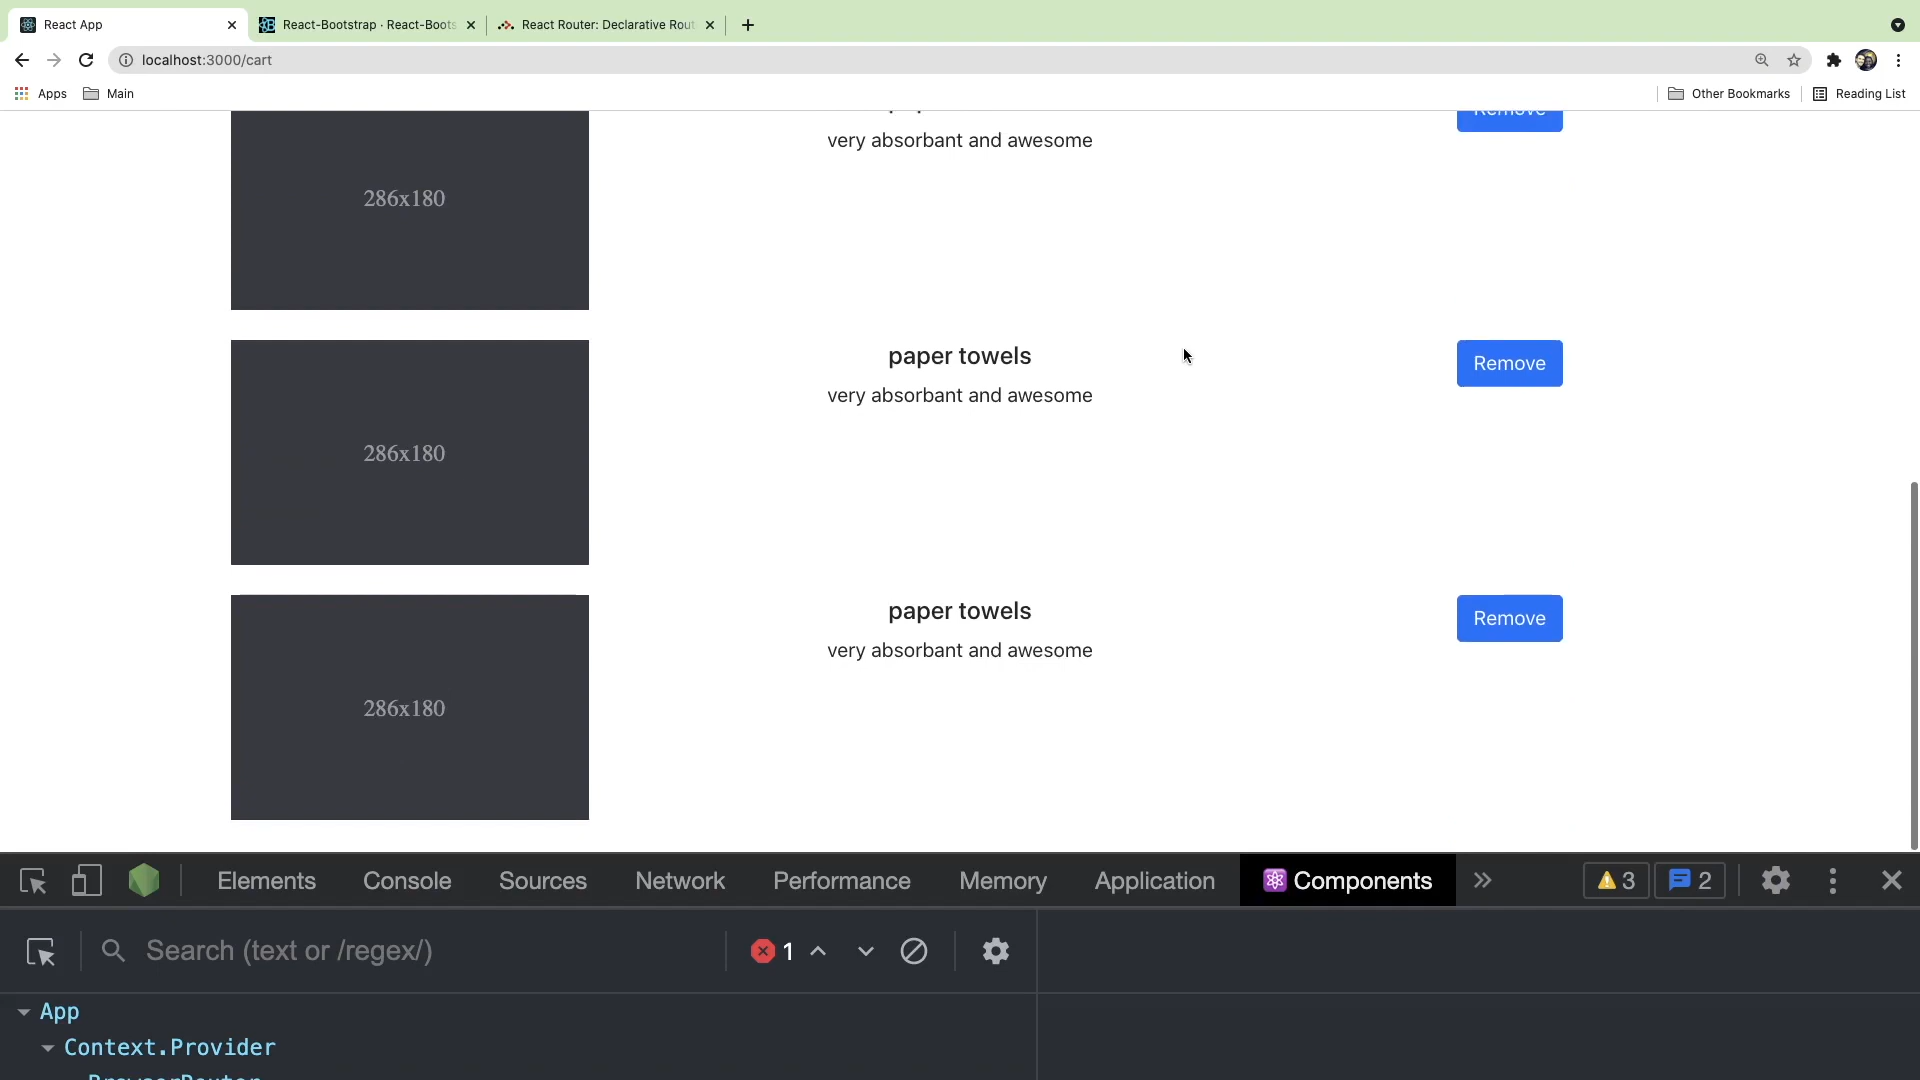 React App
React-Bootstrap · React-Boots
React Router: Declarative Rout
localhost:3000/cart
Apps
Main
Other Bookmarks
Reading List
Remove
very absorbant and awesome
286x180
paper towels
Remove
very absorbant and awesome
286x180
paper towels
Remove
very absorbant and awesome
286x180
Elements
Console
Sources
Network
Performance
Memory
Application
Components
3
2
Search (text or /regex/)
1
App
Context.Provider
BrowserRouter